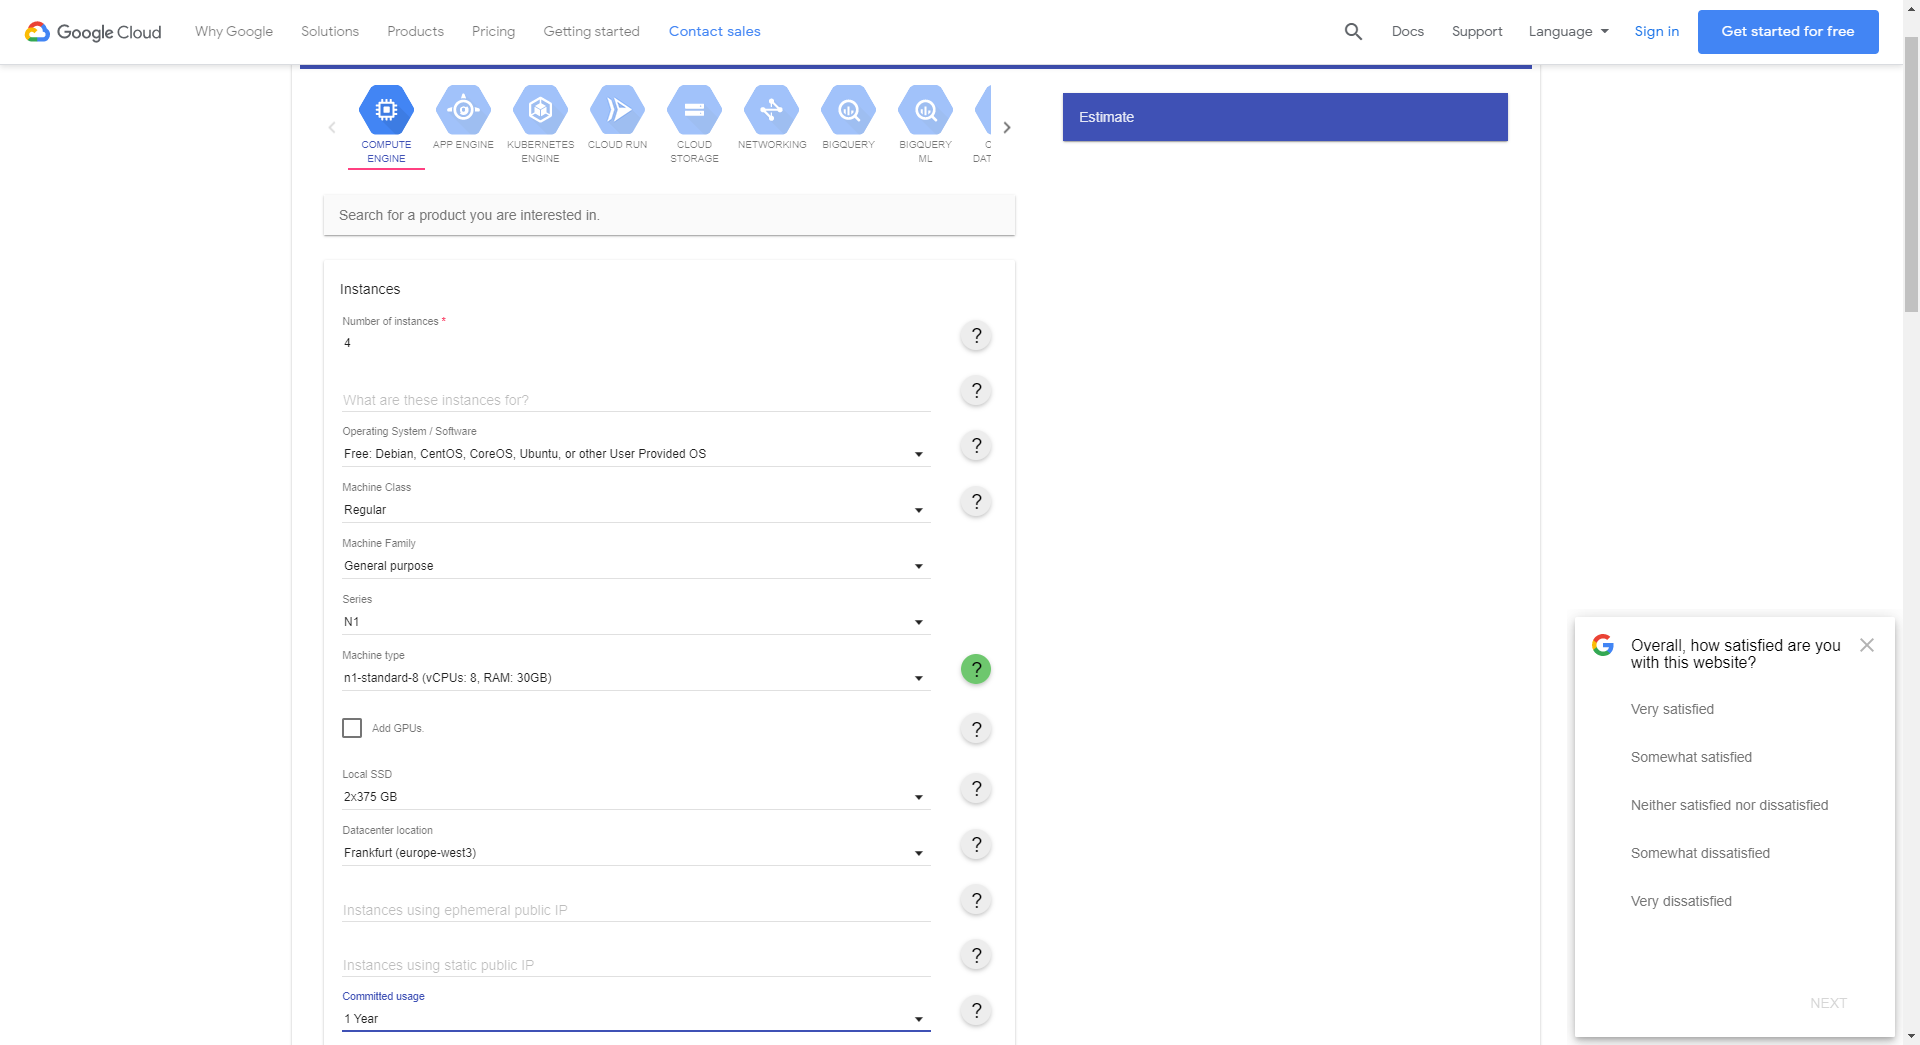 Google Cloud
Why Google
Solutions
Products
Pricing
Getting started
Contact sales
Docs
Support
Language
Sign in
Get started for free
COMPUTE
ENGINE
APP ENGINE
KUBERNETES
ENGINE
CLOUD RUN
CLOUD
STORAGE
NETWORKING
BIGQUERY
BIGQUERY
ML
C
DAT
Estimate
Search for a product you are interested in.
Instances
Number of instances *
4
?
What are these instances for?
?
Operating System / Software
Free: Debian, CentOS, CoreOS, Ubuntu, or other User Provided OS
?
Machine Class
Regular
?
Machine Family
General purpose
Series
N1
Machine type
n1-standard-8 (vCPUs: 8, RAM: 30GB)
?
Add GPUs.
?
Local SSD
2x375 GB
?
Datacenter location
Frankfurt (europe-west3)
?
Instances using ephemeral public IP
?
Instances using static public IP
?
Committed usage
1 Year
?
Overall, how satisfied are you
with this website?
Very satisfied
Somewhat satisfied
Neither satisfied nor dissatisfied
Somewhat dissatisfied
Very dissatisfied
NEXT